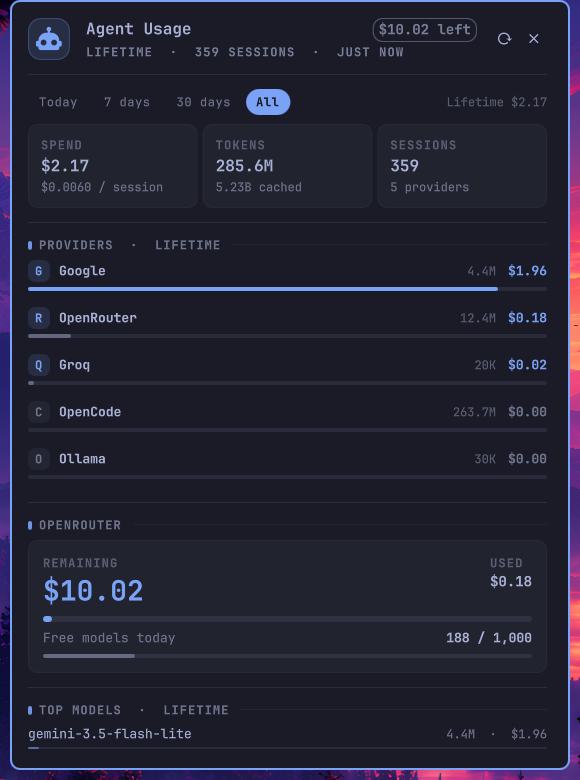 Agent Usage
$10.02 left
LIFETIME · 359 SESSIONS · JUST NOW
Today 7 days 30 days All Lifetime $2.17
SPEND TOKENS SESSIONS
$2.17 285.6M 359
$0.0060 / session 5.23B cached 5 providers
PROVIDERS · LIFETIME
G Google 4.4M $1.96
R OpenRouter 12.4M $0.18
Q Groq 20K $0.02
C OpenCode 263.7M $0.00
O Ollama 30K $0.00
OPENROUTER
REMAINING USED
$10.02 $0.18
Free models today 188 / 1,000
TOP MODELS · LIFETIME
gemini-3.5-flash-lite 4.4M · $1.96